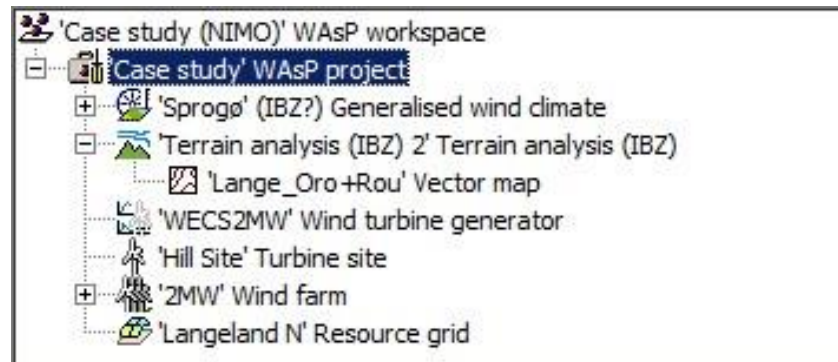 'Case study (NIMO)' WAsP workspace
'Case study' WAsP project
'Sprogø' (IBZ?) Generalised wind climate
'Terrain analysis (IBZ) 2' Terrain analysis (IBZ)
'Lange_Oro+Rou' Vector map
'WECS2MW' Wind turbine generator
'Hill Site' Turbine site
'2MW' Wind farm
'Langeland N' Resource grid